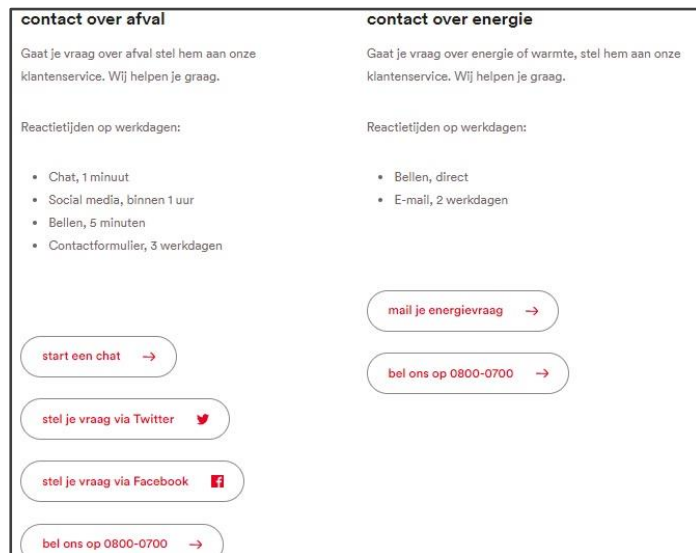 contact over afval
Gaat je vraag over afval stel hem aan onze
klantenservice. Wij helpen je graag.
Reactietijden op werkdagen:
• Chat, 1 minuut
• Social media, binnen 1 uur
• Bellen, 5 minuten
• Contactformulier, 3 werkdagen
start een chat →
stel je vraag via Twitter
stel je vraag via Facebook
bel ons op 0800-0700 →
contact over energie
Gaat je vraag over energie of warmte, stel hem aan onze
klantenservice. Wij helpen je graag.
Reactietijden op werkdagen:
• Bellen, direct
• E-mail, 2 werkdagen
mail je energievraag →
bel ons op 0800-0700 →